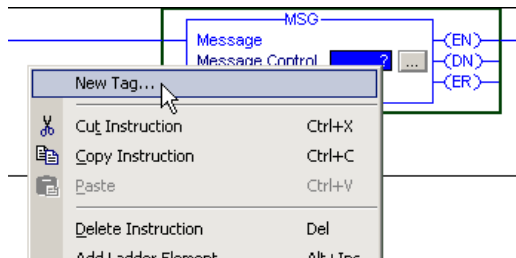 MSG
Message
(EN)
Message Control ? ...
(DN)
New Tag...
(ER)
Cut Instruction Ctrl+X
Copy Instruction Ctrl+C
Paste Ctrl+V
Delete Instruction Del
Add Ladder Element... Alt+Ins